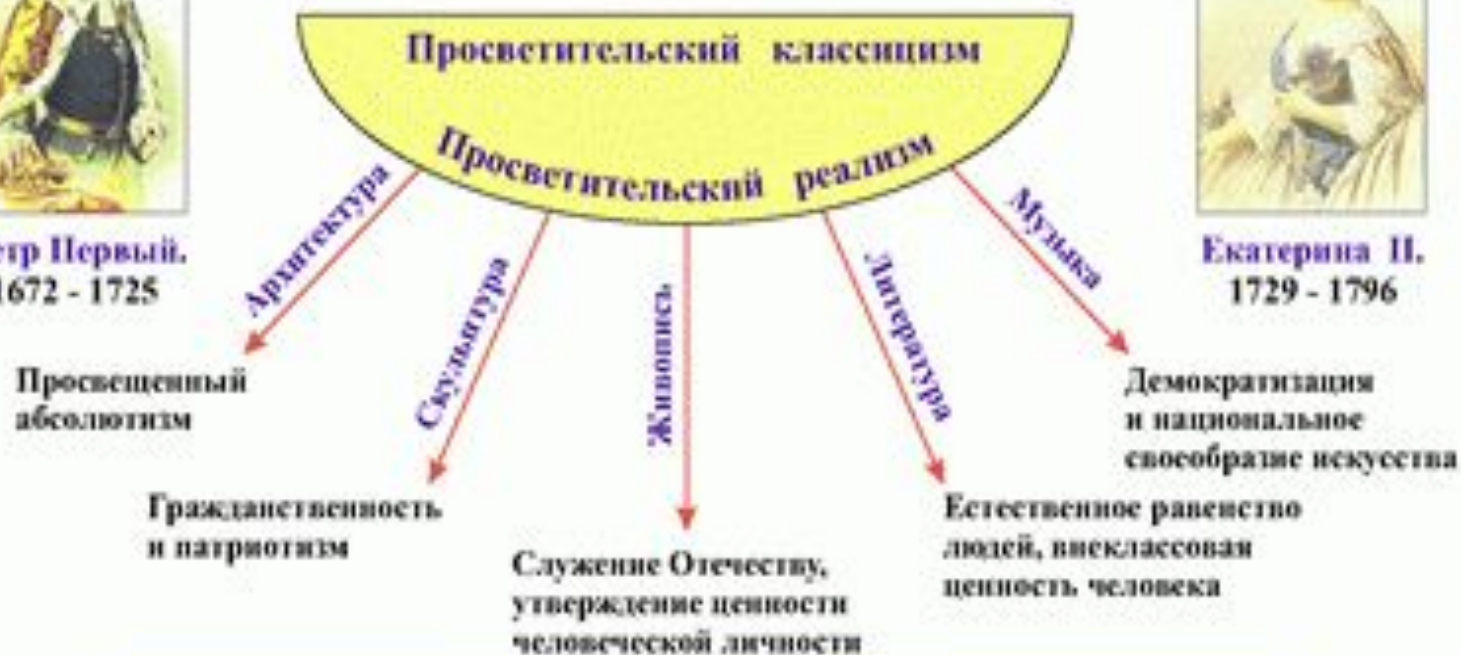 Просветительский классицизм
Просветительский реализм
Архитектура
Скульптура
Живопись
Литература
Музыка
етр Первый.
1672 - 1725
Екатерина II.
1729 - 1796
Просвещенный
абсолютизм
Гражданственность
и патриотизм
Служение Отечеству,
утверждение ценности
человеческой личности
Естественное равенство
людей, внеклассовая
ценность человека
Демократизация
и национальное
своеобразие искусства